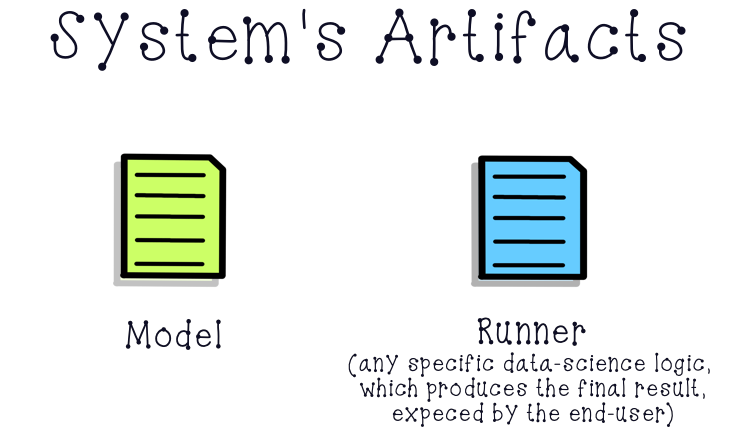 System's Artifacts
Model
Runner
(any specific data-science logic,
which produces the final result,
expeced by the end-user)